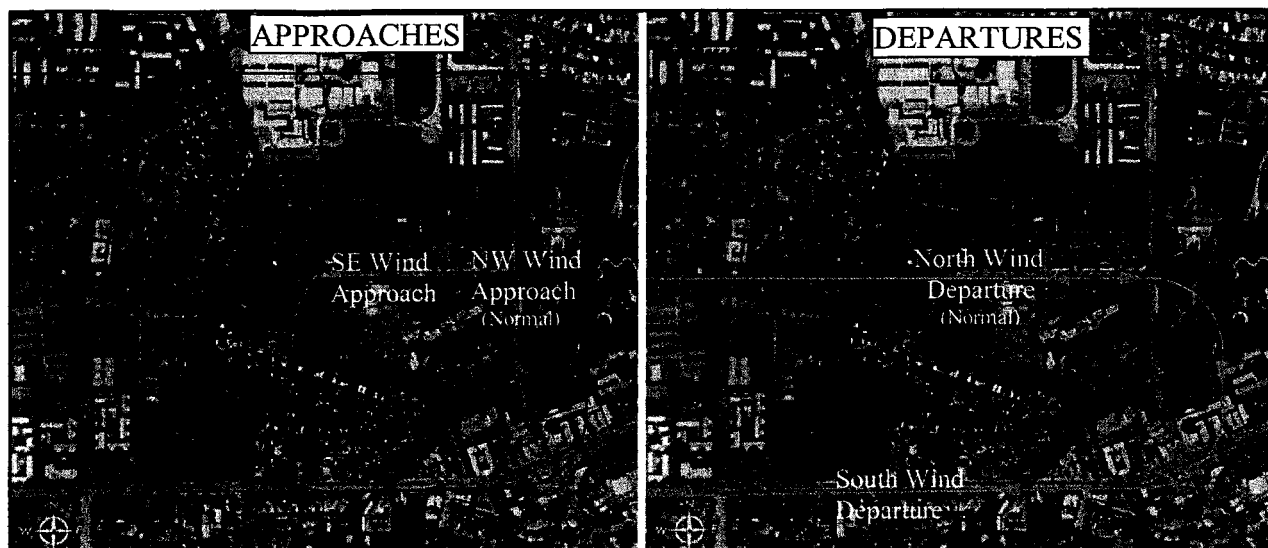 APPROACHES
SE Wind
Approach
NW Wind
Approach
(Normal)
DEPARTURES
North Wind
Departure
(Normal)
South Wind
Departure